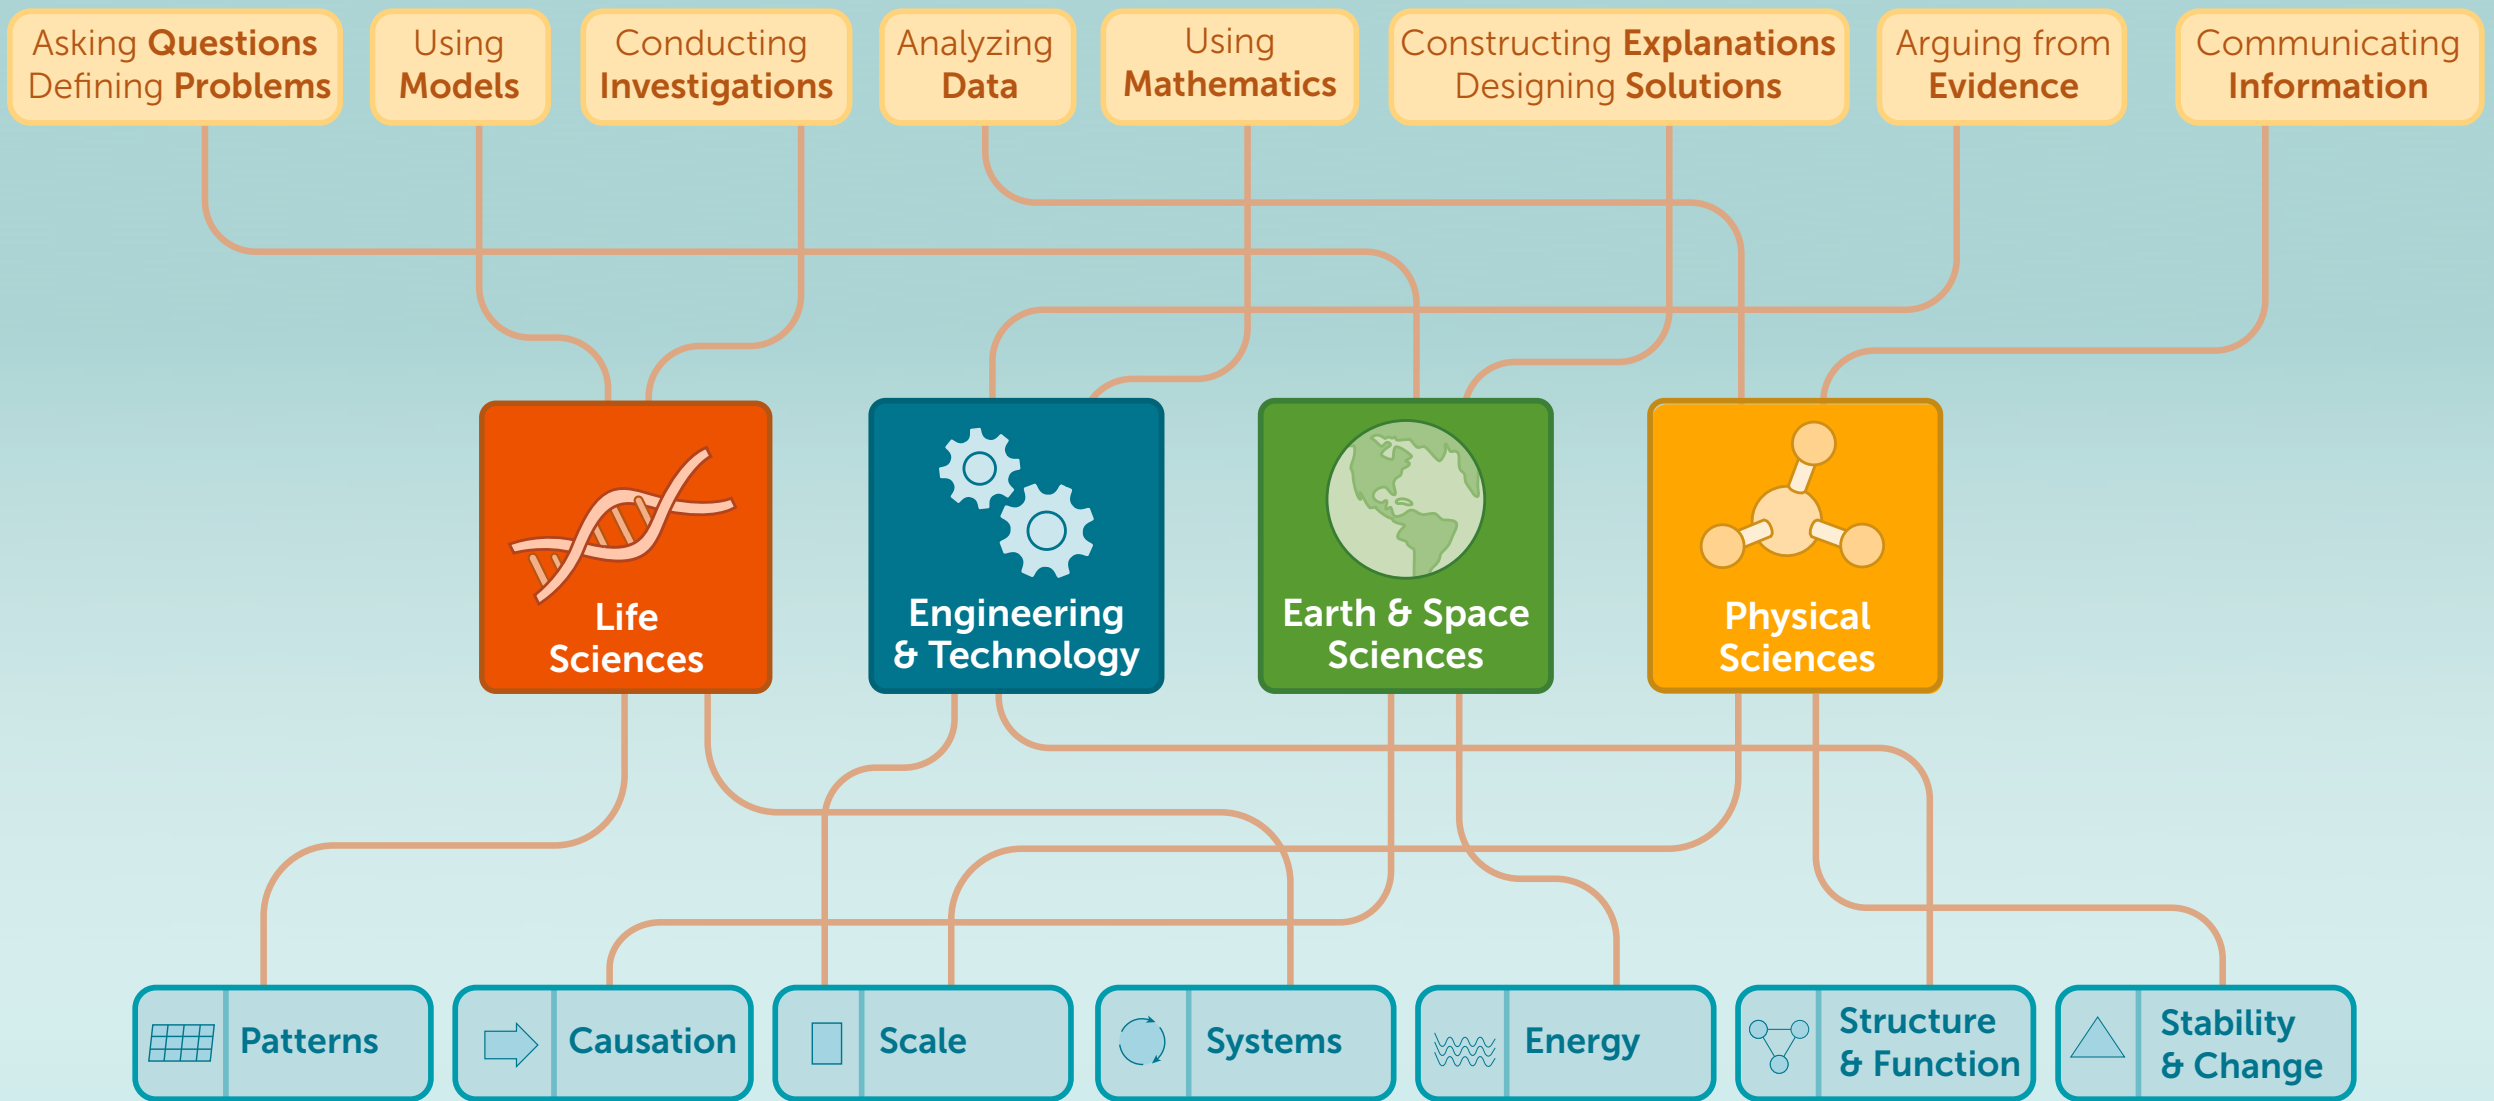 Asking Questions
Defining Problems
Using
Models
Conducting
Investigations
Analyzing
Data
Using
Mathematics
Constructing Explanations
Designing Solutions
Arguing from
Evidence
Communicating
Information
Life
Sciences
Engineering
& Technology
Earth & Space
Sciences
Physical
Sciences
Patterns
Causation
Scale
Systems
Energy
Structure
& Function
Stability
& Change